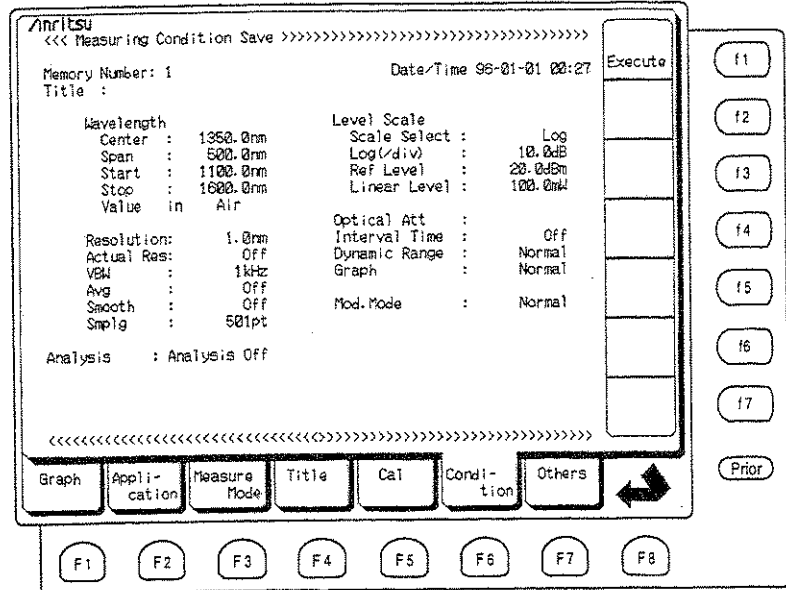 Anritsu
<<< Measuring Condition Save >>>>>>>>>>>>>>>>>>>>>>>>>>>>>>>>>>>>>
Memory Number: 1 Date/Time 96-01-01 00:27
Title :
Wavelength
Center : 1350.0nm
Span : 500.0nm
Start : 1100.0nm
Stop : 1600.0nm
Value in Air
Resolution: 1.0nm
Actual Res: Off
VBW : 1kHz
Avg : Off
Smooth : Off
Smplg : 501pt
Analysis : Analysis Off
Level Scale
Scale Select : Log
Log(/div) : 10.0dB
Ref Level : 20.0dBm
Linear Level : 100.0mW
Optical Att :
Interval Time : Off
Dynamic Range : Normal
Graph : Normal
Mod.Mode : Normal
<<<<<<<<<<<<<<<<<<<<<<<<<<<<<<<<<<<>>>>>>>>>>>>>>>>>>>>>>>>>>>>>>>>>>>
Execute
f1
f2
f3
f4
f5
f6
f7
Prior
Graph
Appli-
cation
Measure
Mode
Title
Cal
Condi-
tion
Others
F1
F2
F3
F4
F5
F6
F7
F8